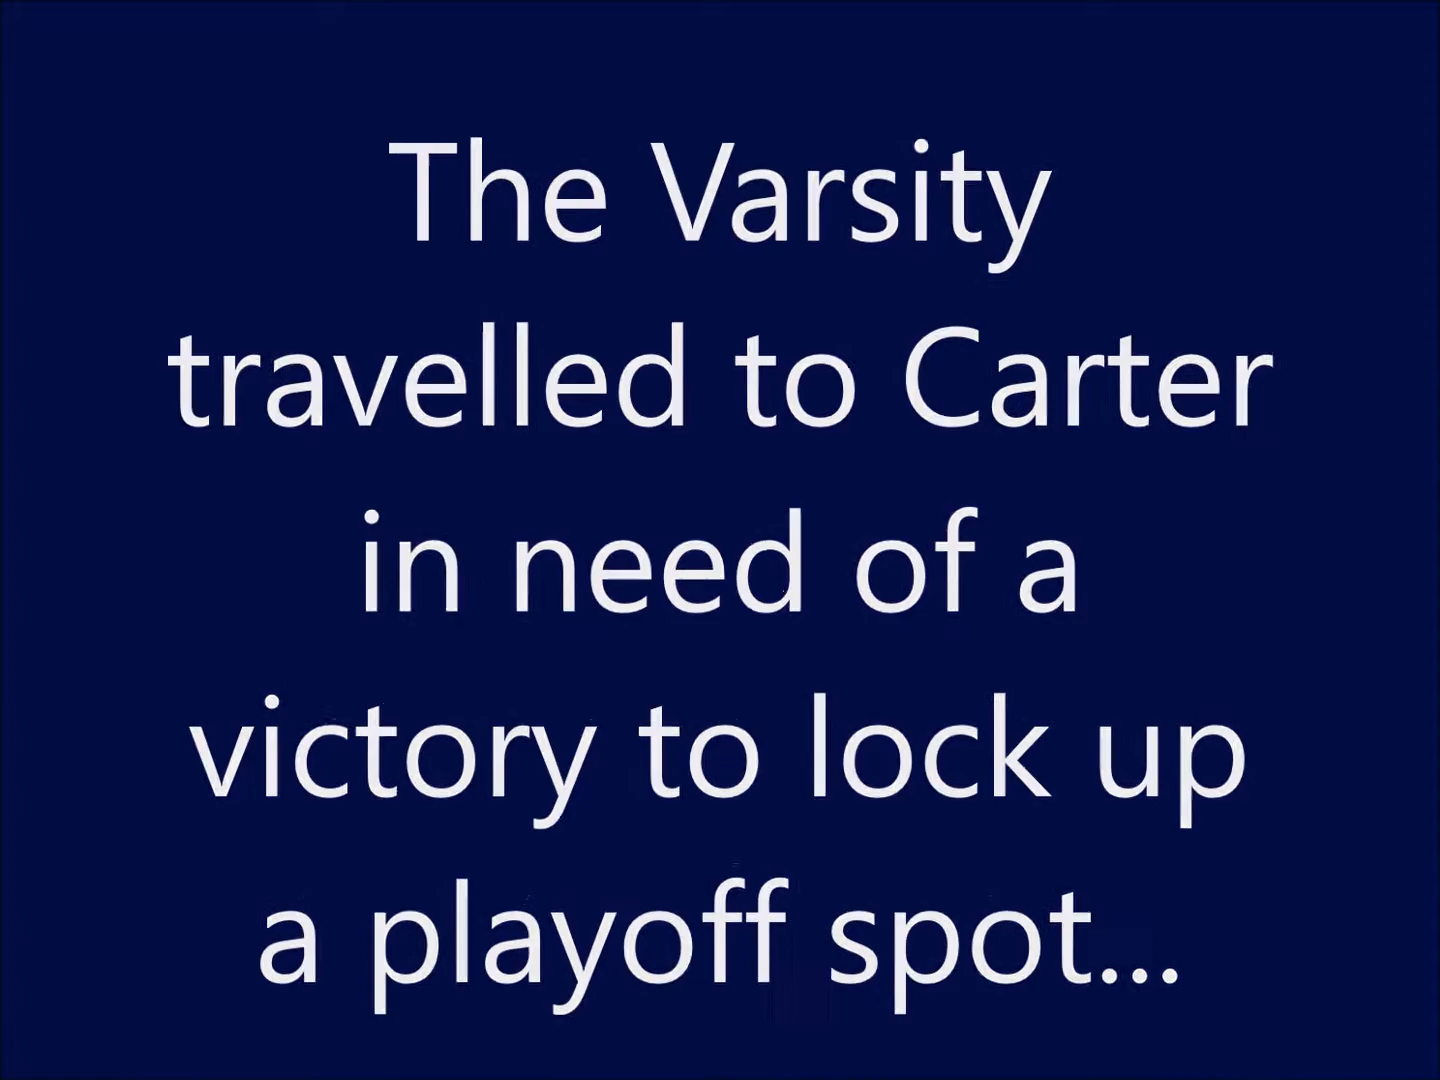 The Varsity
travelled to Carter
in need of a
victory to lock up
a playoff spot...